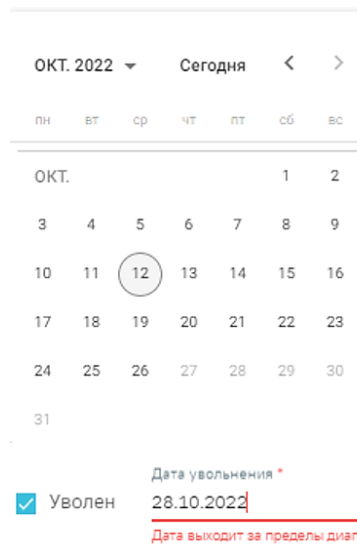 ОКТ. 2022 Сегодня
пн вт ср чт пт сб вс
ОКТ. 1 2
3 4 5 6 7 8 9
10 11 12 13 14 15 16
17 18 19 20 21 22 23
24 25 26 27 28 29 30
31
Дата увольнения *
Уволен 28.10.2022
Дата выходит за пределы диап